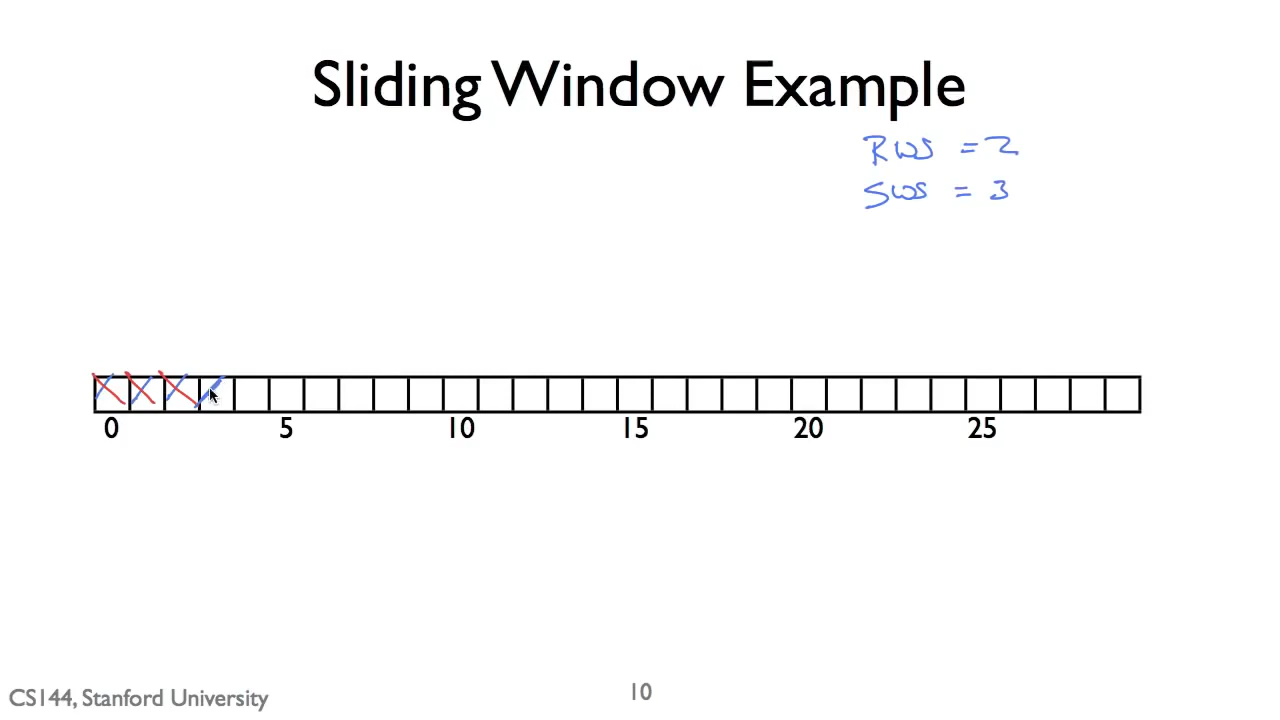 Sliding Window Example
RWS = 2
SWS = 3
0 5 10 15 20 25
CS144, Stanford University
10